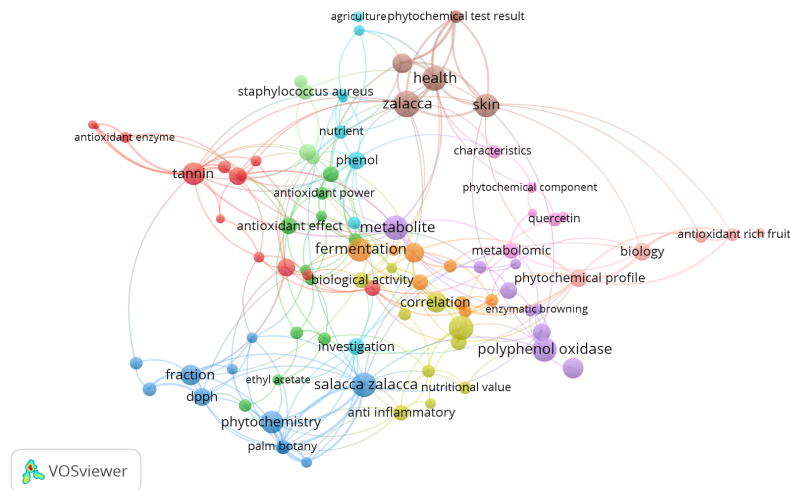 agriculture
phytochemical test result
health
staphylococcus aureus
zalacca
skin
nutrient
antioxidant enzyme
characteristics
phenol
tannin
antioxidant power
phytochemical component
quercetin
antioxidant effect
metabolite
antioxidant rich fruit
fermentation
metabolomic
biology
biological activity
phytochemical profile
correlation
enzymatic browning
investigation
polyphenol oxidase
fraction
ethyl acetate
salacca zalacca
nutritional value
dpph
anti inflammatory
phytochemistry
palm botany
VOSviewer